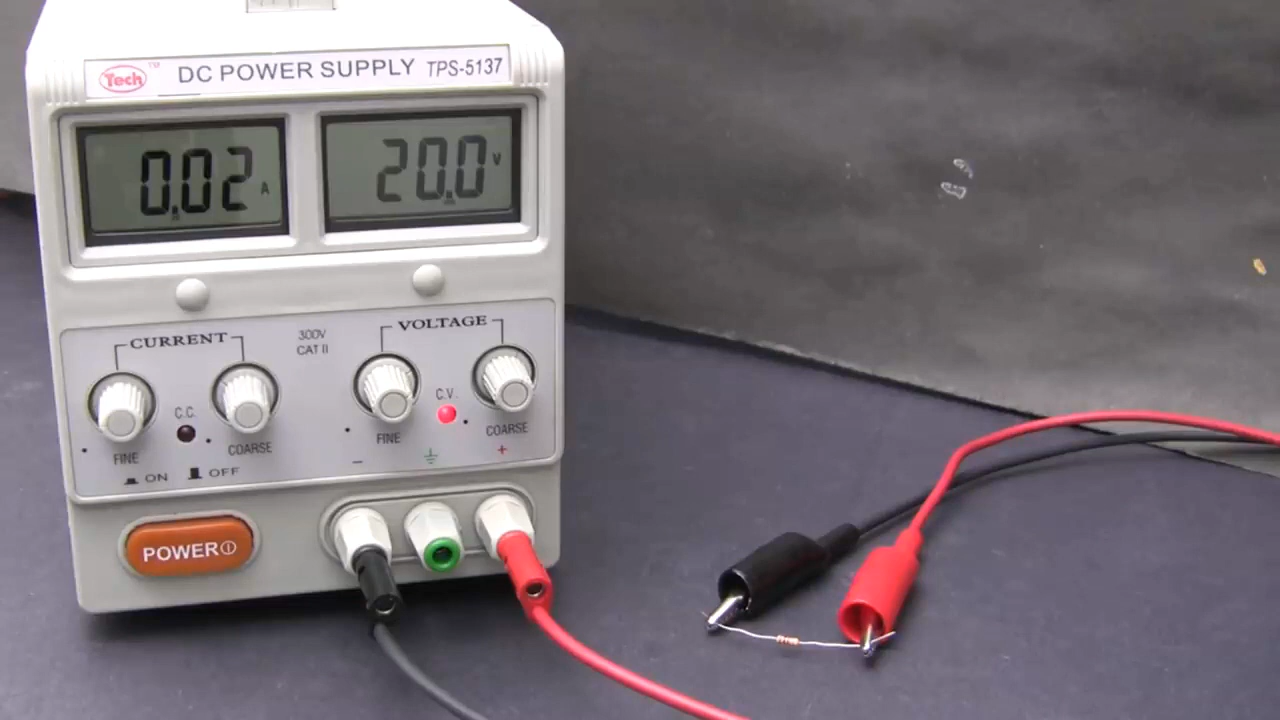 Tech TM DC POWER SUPPLY TPS-5137
0.02 A
20.0 V
CURRENT
300V
CAT II
VOLTAGE
C.C.
C.V.
FINE
COARSE
FINE
COARSE
ON OFF
− +
POWER